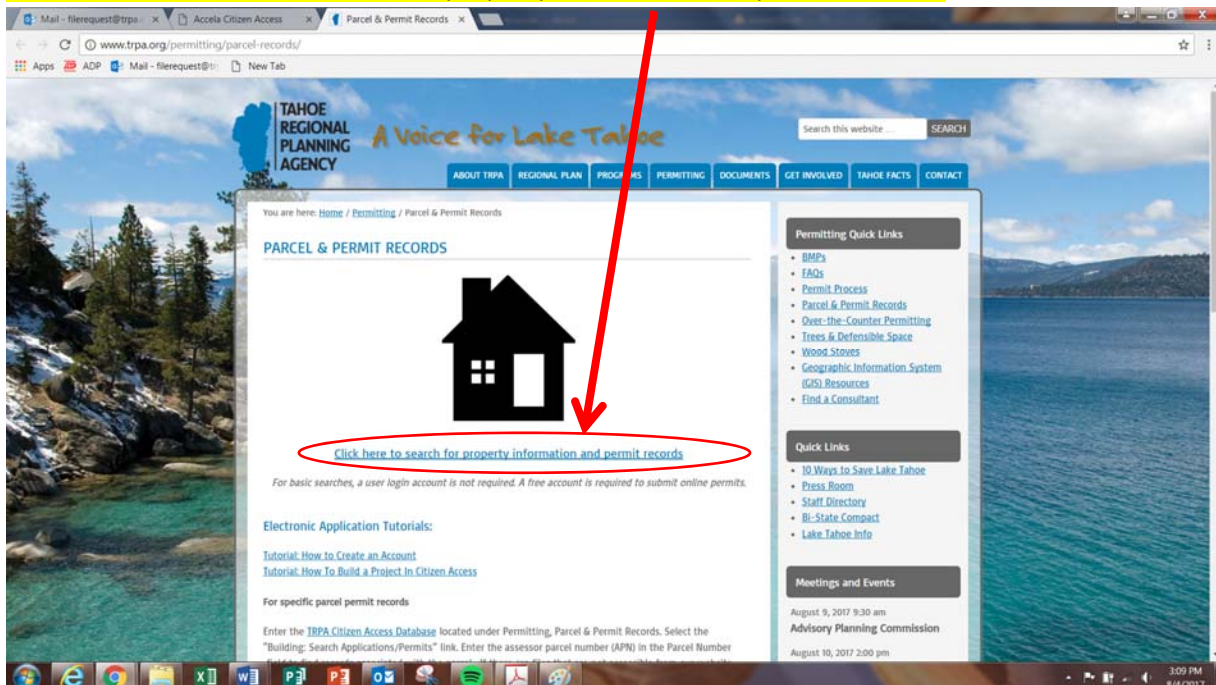 Mail - filerequest@trpa
Accela Citizen Access
Parcel & Permit Records
www.trpa.org/permitting/parcel-records/
Apps ADP Mail - filerequest@tr New Tab
TAHOE
REGIONAL
PLANNING
AGENCY
A Voice for Lake Tahoe
Search this website ...
SEARCH
ABOUT TRPA REGIONAL PLAN PROGRAMS PERMITTING DOCUMENTS GET INVOLVED TAHOE FACTS CONTACT
You are here: Home / Permitting / Parcel & Permit Records
PARCEL & PERMIT RECORDS
Click here to search for property information and permit records
For basic searches, a user login account is not required. A free account is required to submit online permits.
Electronic Application Tutorials:
Tutorial: How to Create an Account
Tutorial: How To Build a Project In Citizen Access
For specific parcel permit records
Enter the TRPA Citizen Access Database located under Permitting, Parcel & Permit Records. Select the
"Building: Search Applications/Permits" link. Enter the assessor parcel number (APN) in the Parcel Number
Permitting Quick Links
BMPs
FAQs
Permit Process
Parcel & Permit Records
Over-the-Counter Permitting
Trees & Defensible Space
Wood Stoves
Geographic Information System
(GIS) Resources
Find a Consultant
Quick Links
10 Ways to Save Lake Tahoe
Press Room
Staff Directory
Bi-State Compact
Lake Tahoe Info
Meetings and Events
August 9, 2017 9:30 am
Advisory Planning Commission
August 10, 2017 2:00 pm
3:09 PM
8/4/2017